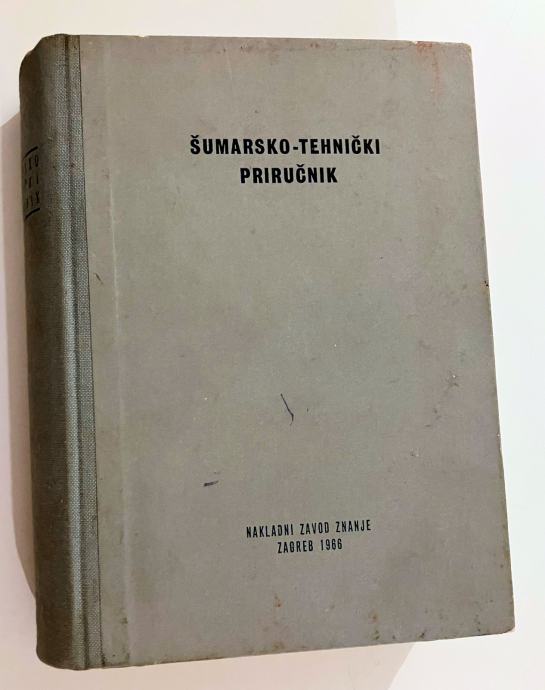 ŠUMARSKO-TEHNIČKI
PRIRUČNIK
NAKLADNI ZAVOD ZNANJE
ZAGREB 1966